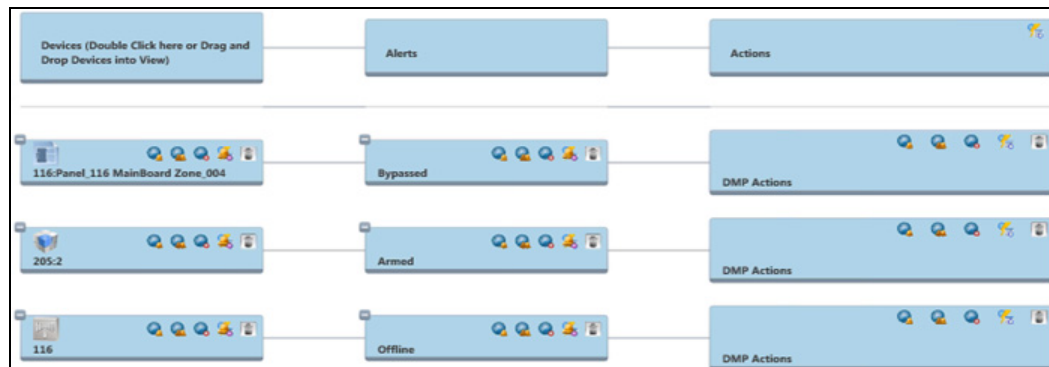 Devices (Double Click here or Drag and
Drop Devices into View)
Alerts
Actions
116:Panel_116 MainBoard Zone_004
Bypassed
DMP Actions
205:2
Armed
DMP Actions
116
Offline
DMP Actions